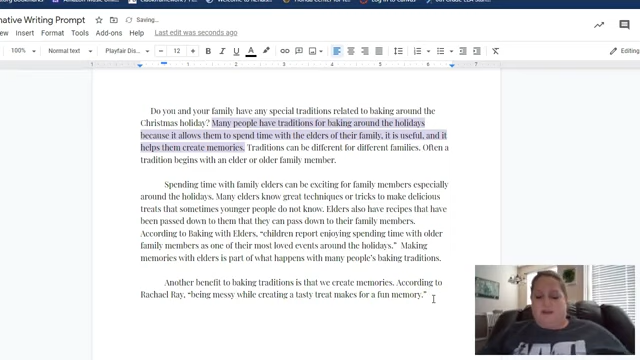 native Writing Prompt
Saving…
w Insert Format Tools Add-ons Help Last edit was seconds ago
100% Normal text Playfair Dis... 12 Editing
Do you and your family have any special traditions related to baking around the
Christmas holiday? Many people have traditions for baking around the holidays
because it allows them to spend time with the elders of their family, it is useful, and it
helps them create memories. Traditions can be different for different families. Often a
tradition begins with an elder or older family member.
Spending time with family elders can be exciting for family members especially
around the holidays. Many elders know great techniques or tricks to make delicious
treats that sometimes younger people do not know. Elders also have recipes that have
been passed down to them that they can pass down to their family members.
According to Baking with Elders, “children report enjoying spending time with older
family members as one of their most loved events around the holidays.” Making
memories with elders is part of what happens with many people’s baking traditions.
Another benefit to baking traditions is that we create memories. According to
Rachael Ray, “being messy while creating a tasty treat makes for a fun memory.”